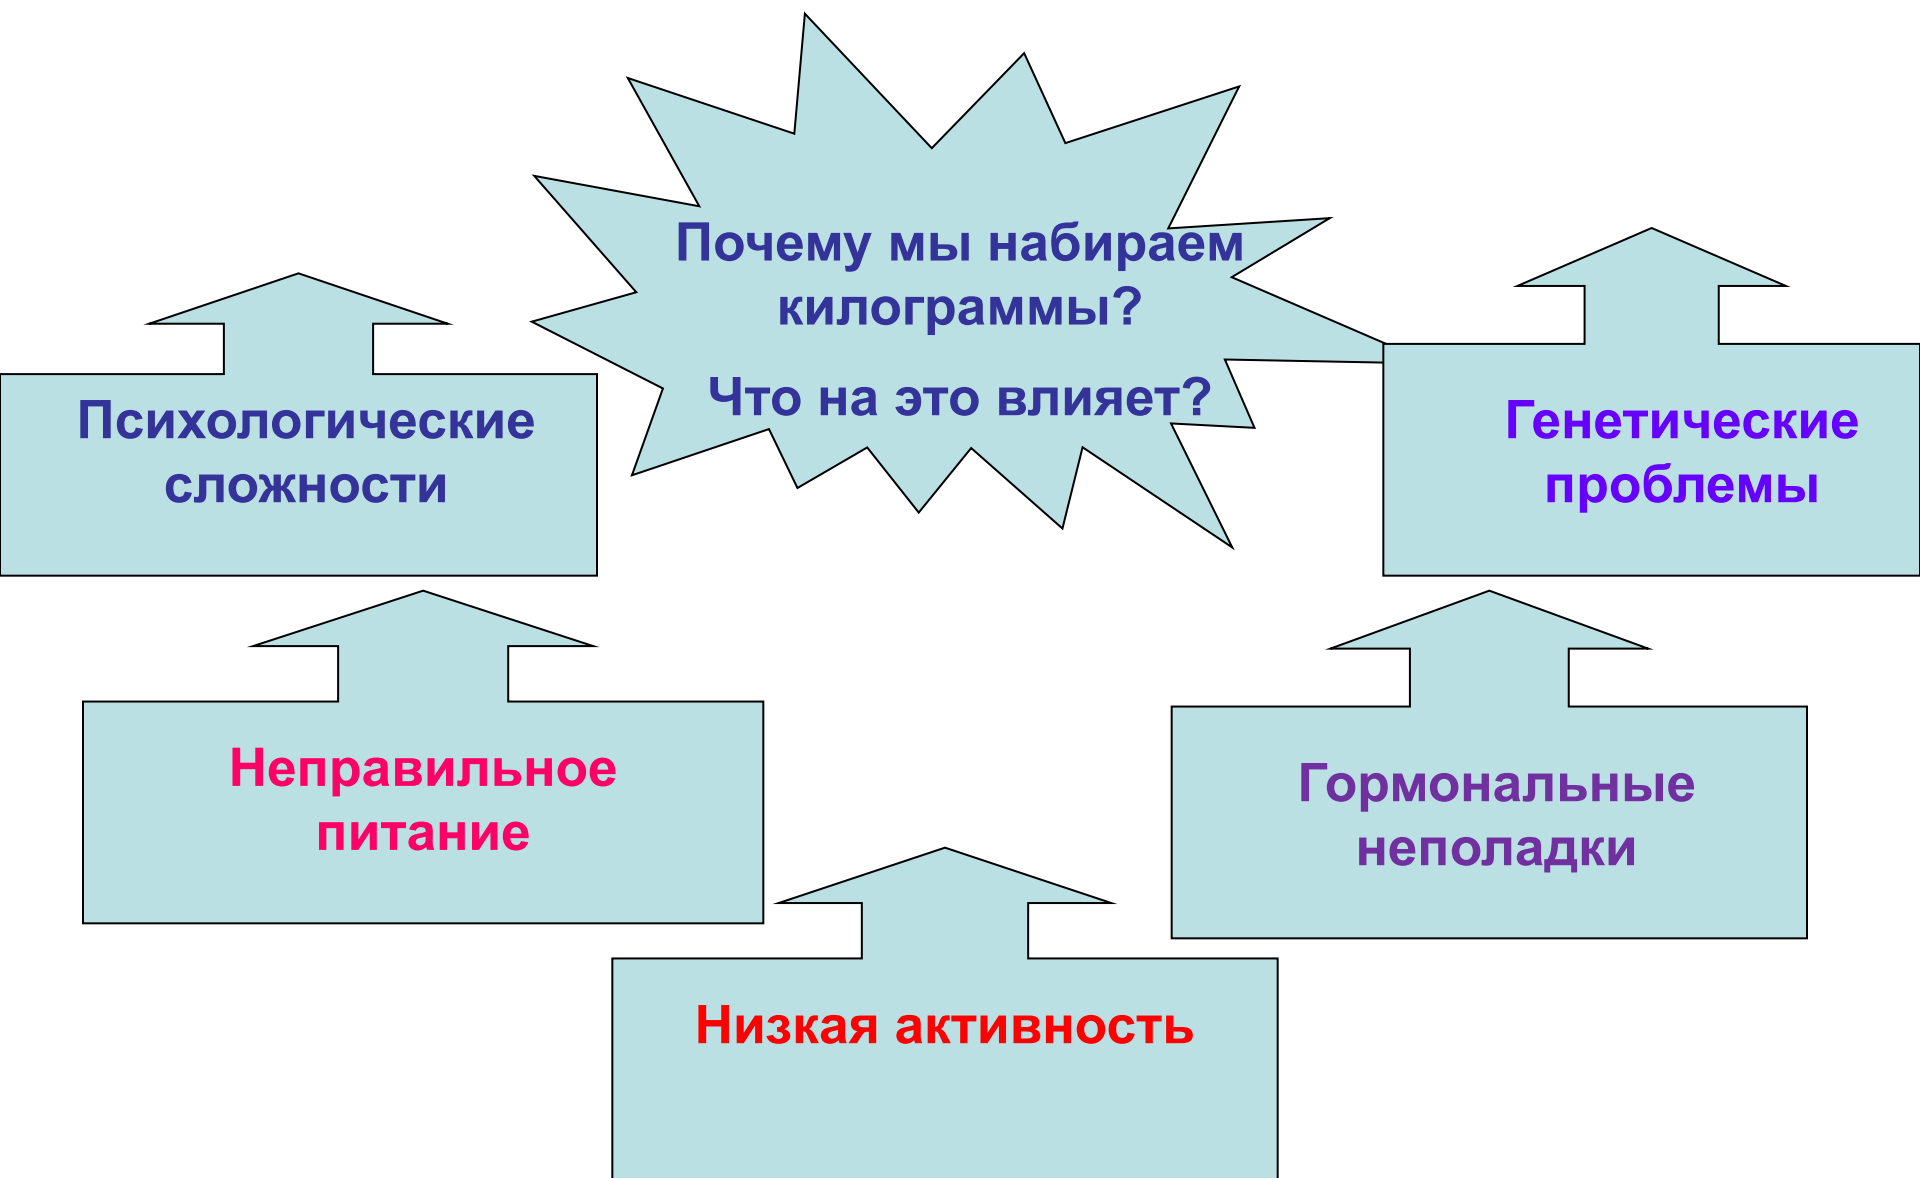 Почему мы набираем
килограммы?
Что на это влияет?
Психологические
сложности
Генетические
проблемы
Неправильное
питание
Гормональные
неполадки
Низкая активность